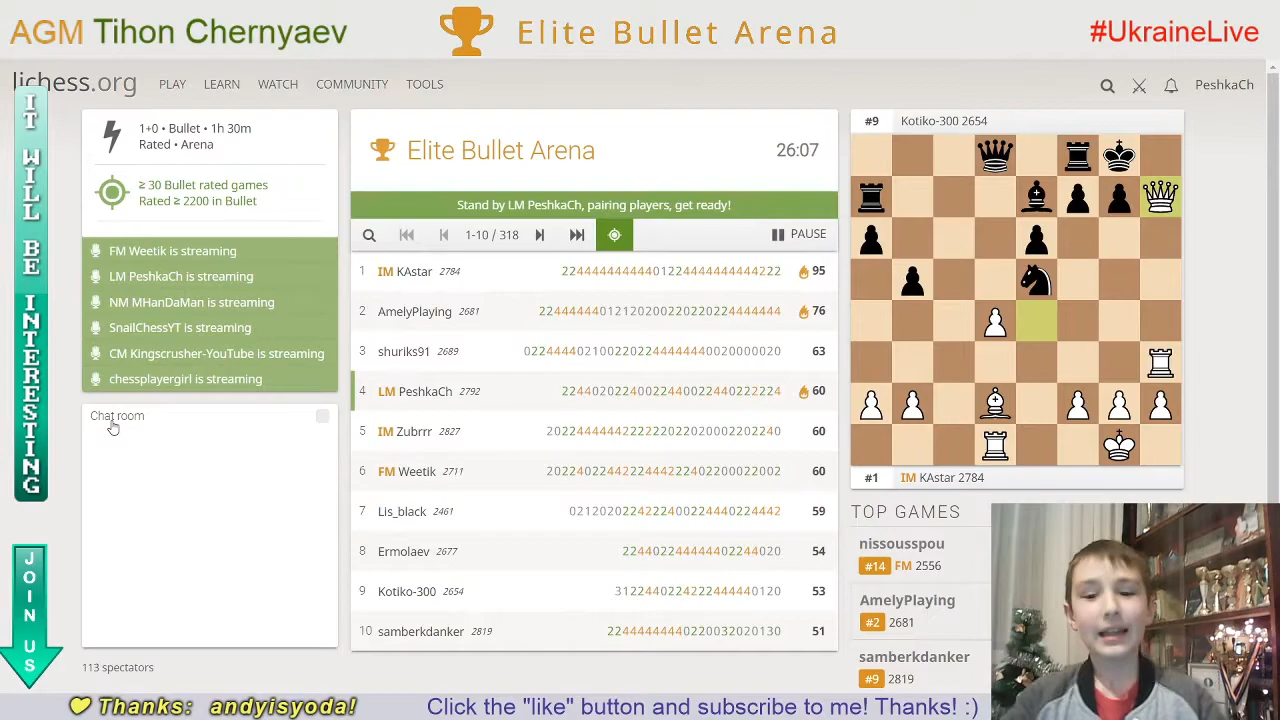 AGM Tihon Chernyaev
Elite Bullet Arena
#UkraineLive
lichess.org
PLAY
LEARN
WATCH
COMMUNITY
TOOLS
PeshkaCh
IT WILL BE INTERESTING
JOIN US
1+0 • Bullet • 1h 30m
Rated • Arena
≥ 30 Bullet rated games
Rated ≥ 2200 in Bullet
FM Weetik is streaming
LM PeshkaCh is streaming
NM MHanDaMan is streaming
SnailChessYT is streaming
CM Kingscrusher-YouTube is streaming
chessplayergirl is streaming
Chat room
113 spectators
Elite Bullet Arena
26:07
Stand by LM PeshkaCh, pairing players, get ready!
1-10 / 318
PAUSE
1 IM KAstar 2784 22444444444401224444444444222 95
2 AmelyPlaying 2681 2244444401212020022022022444444 76
3 shuriks91 2689 0224444021002202244444440020000020 63
4 LM PeshkaCh 2792 2244020224400224402244022222224 60
5 IM Zubrrr 2827 2022444444222222022020002202240 60
6 FM Weetik 2711 2022440224422444222440220002200 60
7 Lis_black 2461 0212020224222440022444402244442 59
8 Ermolaev 2677 22440224444440224402 54
9 Kotiko-300 2654 3122440242244222444440120 53
10 samberkdanker 2819 22444444440220032020130 51
#9 Kotiko-300 2654
#1 IM KAstar 2784
TOP GAMES
nissousspou
#14 FM 2556
AmelyPlaying
#2 2681
samberkdanker
#9 2819
Thanks: andyisyoda!
Click the "like" button and subscribe to me! Thanks! :)